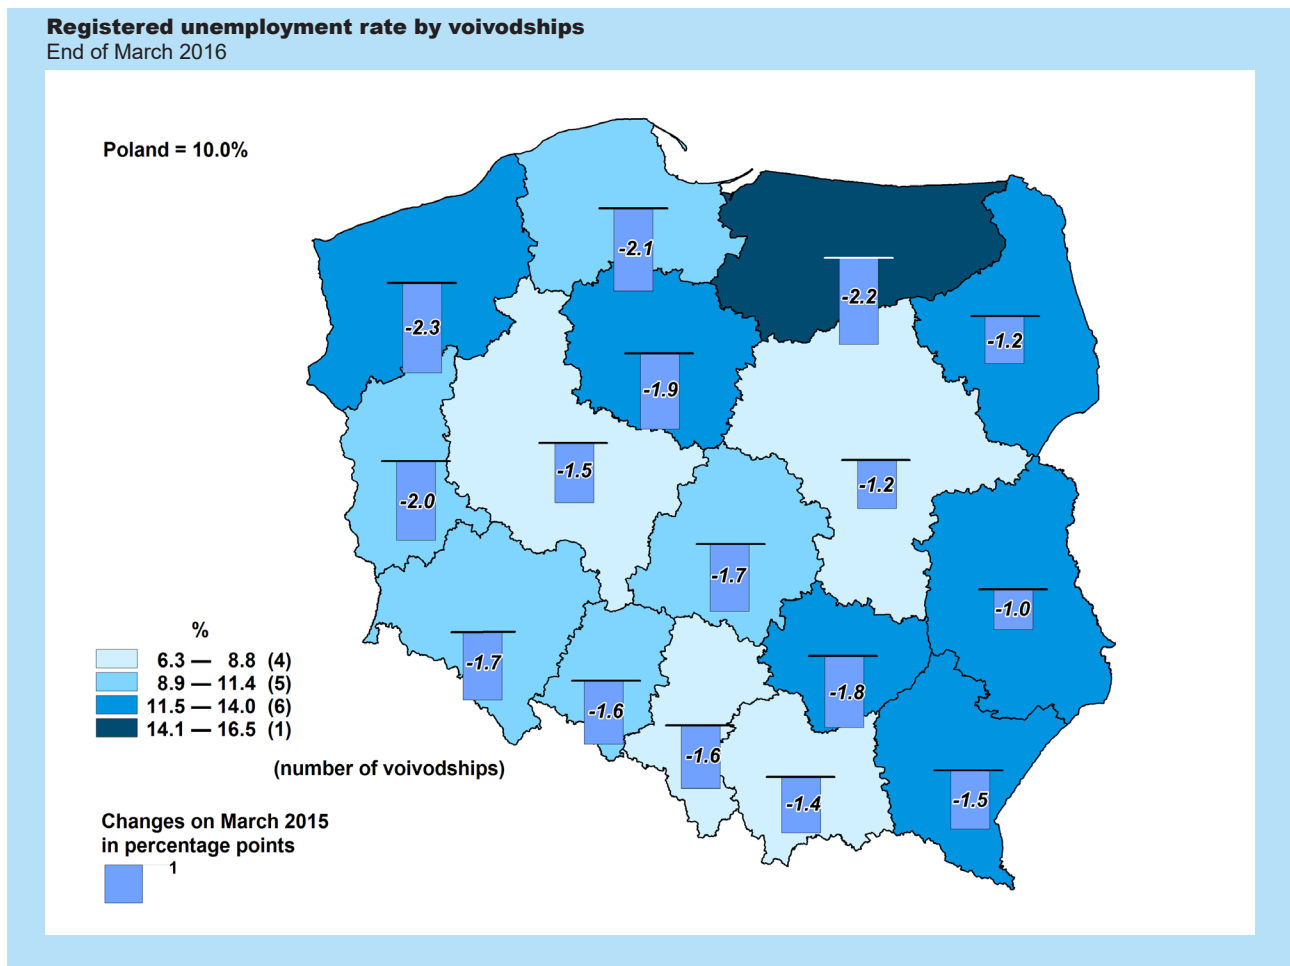 Registered unemployment rate by voivodships
End of March 2016
Poland = 10.0%
-2.1
-2.2
-2.3
-1.2
-1.9
-1.5
-1.2
-2.0
-1.7
-1.0
-1.7
-1.8
-1.6
-1.6
-1.4
-1.5
%
6.3 — 8.8 (4)
8.9 — 11.4 (5)
11.5 — 14.0 (6)
14.1 — 16.5 (1)
(number of voivodships)
Changes on March 2015
in percentage points
1